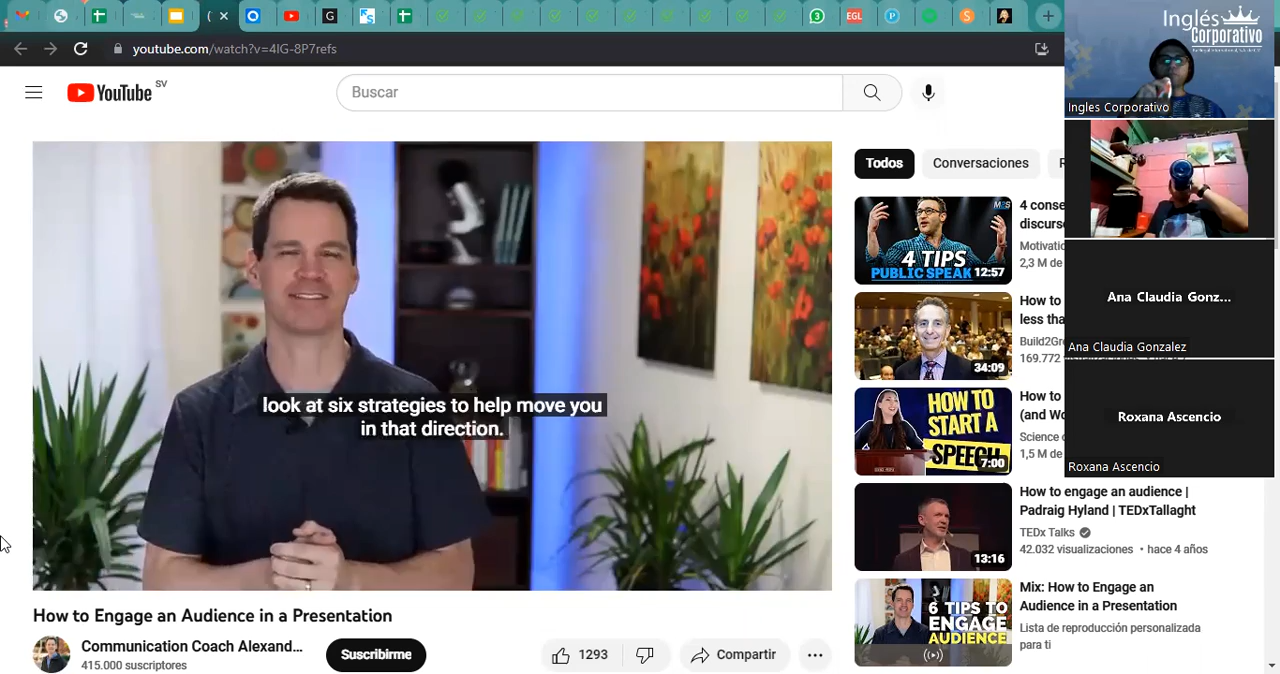 youtube.com/watch?v=4IG-8P7refs
YouTube SV
Buscar
look at six strategies to help move you
in that direction.
How to Engage an Audience in a Presentation
Communication Coach Alexand...
415.000 suscriptores
Suscribirme
1293
Compartir
Todos
Conversaciones
4 TIPS
PUBLIC SPEAK
12:57
4 conse
discurs
Motivatio
2,3 M de
34:09
How to
less tha
Build2Gr
169.772
HOW TO
START A
SPEECH
7:00
How to
(and Wo
Science o
1,5 M de
13:16
How to engage an audience |
Padraig Hyland | TEDxTallaght
TEDx Talks
42.032 visualizaciones • hace 4 años
6 TIPS TO
ENGAGE
AUDIENCE
Mix: How to Engage an
Audience in a Presentation
Lista de reproducción personalizada
para ti
Inglés
Corporativo
Ingles Corporativo
Ana Claudia Gonz...
Ana Claudia Gonzalez
Roxana Ascencio
Roxana Ascencio